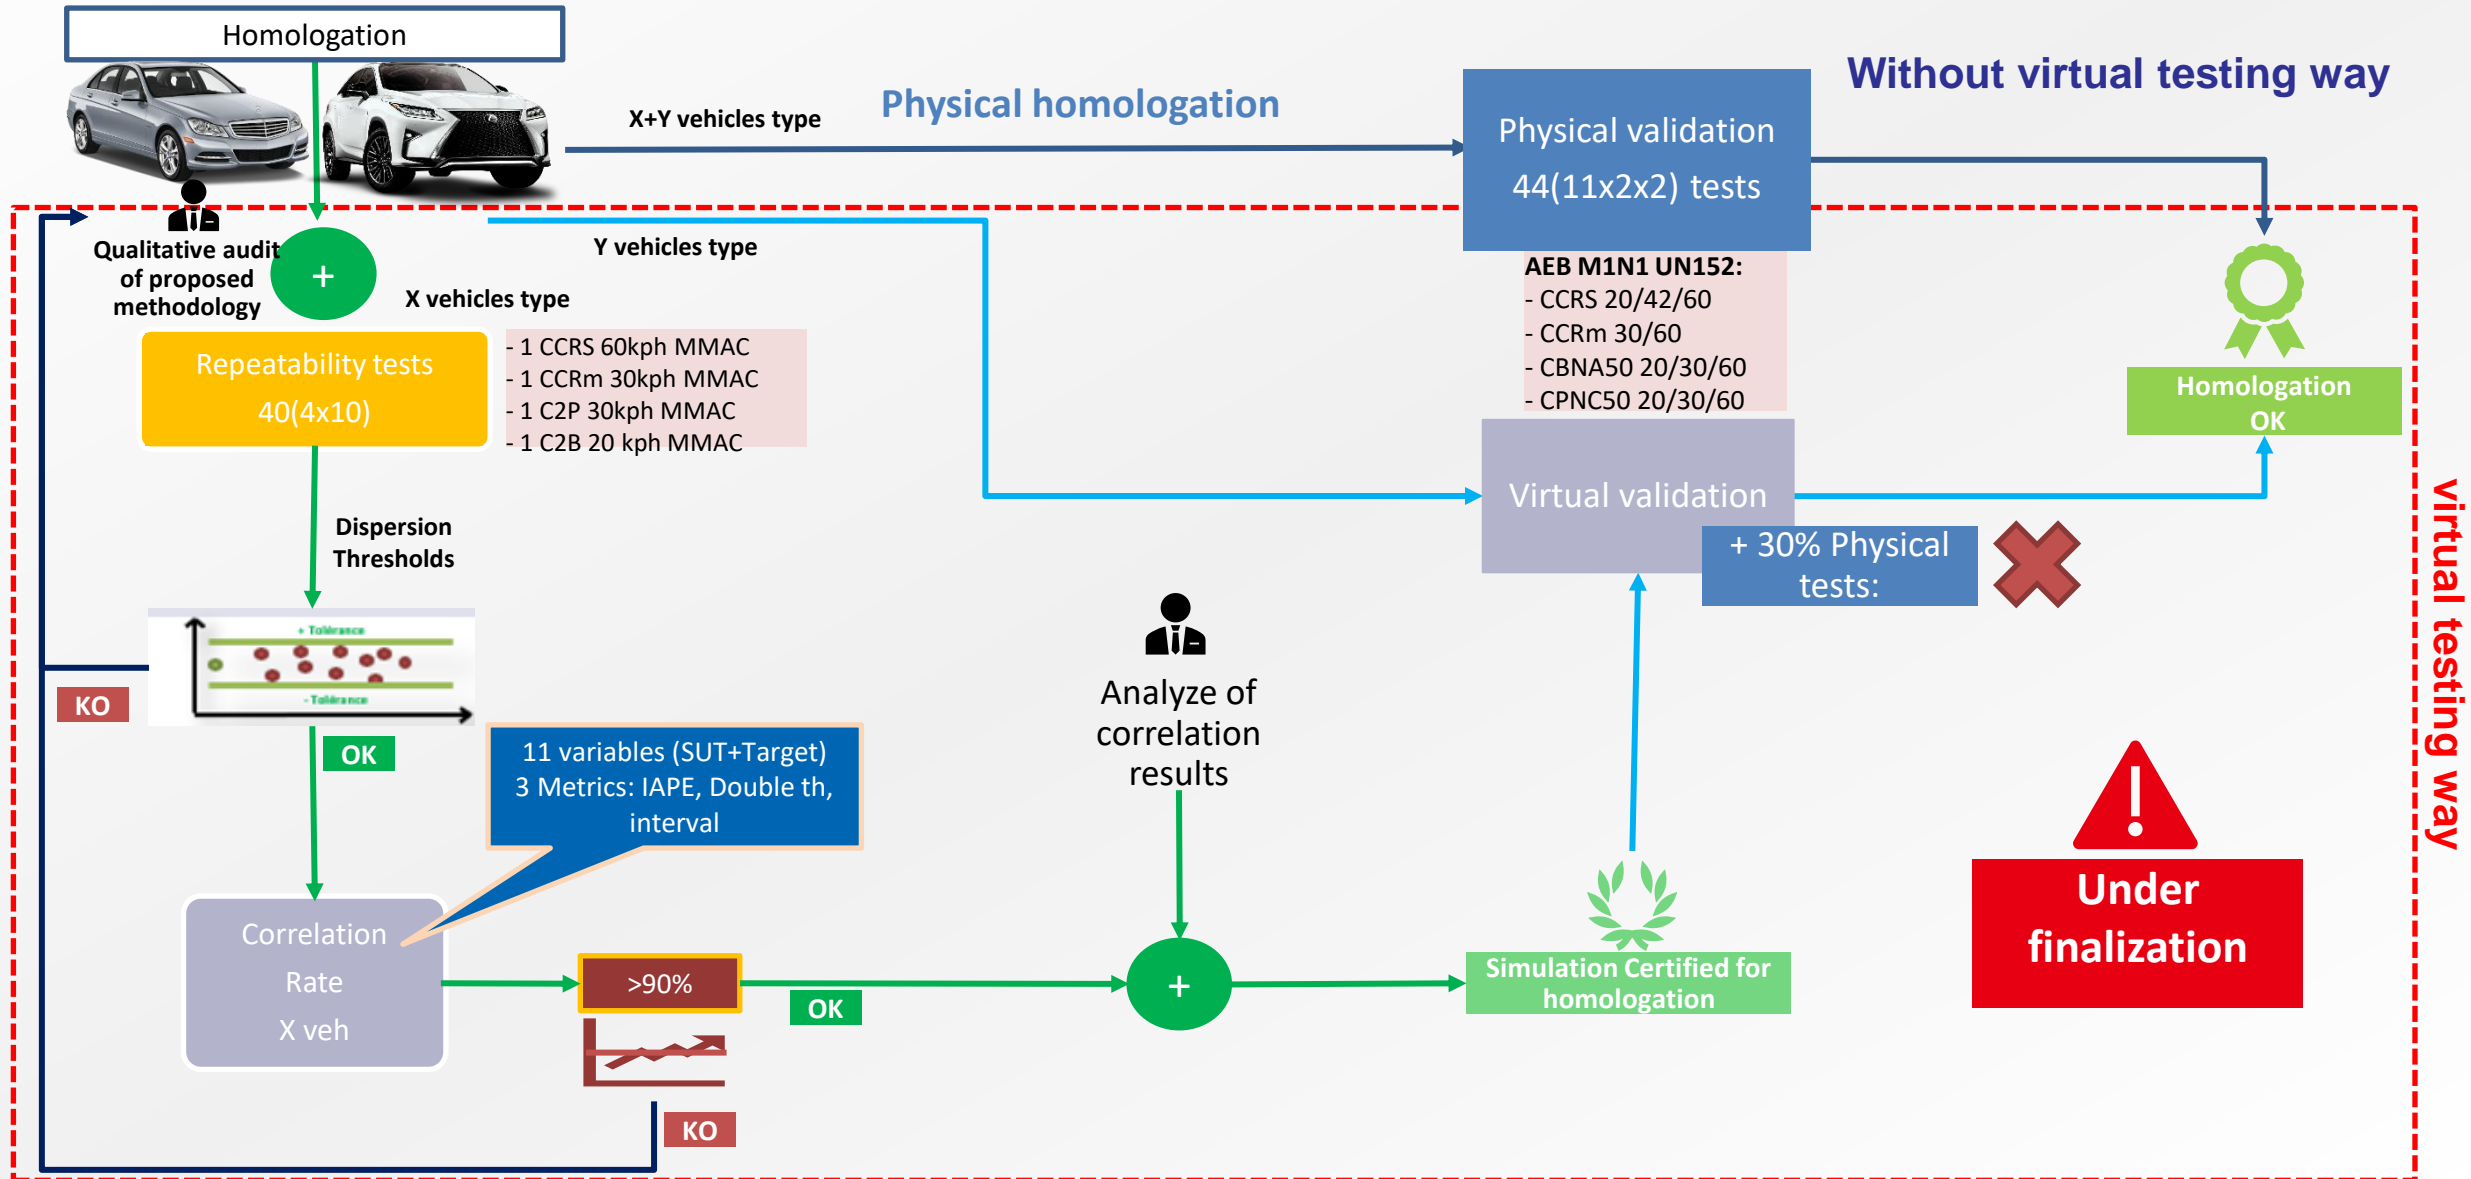 Homologation
Without virtual testing way
Physical homologation
X+Y vehicles type
Physical validation
44(11x2x2) tests
Qualitative audit
of proposed
methodology
+
Y vehicles type
X vehicles type
AEB M1N1 UN152:
- CCRS 20/42/60
- CCRm 30/60
- CBNA50 20/30/60
- CPNC50 20/30/60
Repeatability tests
40(4x10)
- 1 CCRS 60kph MMAC
- 1 CCRm 30kph MMAC
- 1 C2P 30kph MMAC
- 1 C2B 20 kph MMAC
Homologation
OK
Virtual validation
+ 30% Physical
tests:
virtual testing way
Dispersion
Thresholds
+ Tolérance
- Tolérance
KO
OK
11 variables (SUT+Target)
3 Metrics: IAPE, Double th,
interval
Analyze of
correlation
results
Under
finalization
Correlation
Rate
X veh
>90%
OK
+
Simulation Certified for
homologation
KO